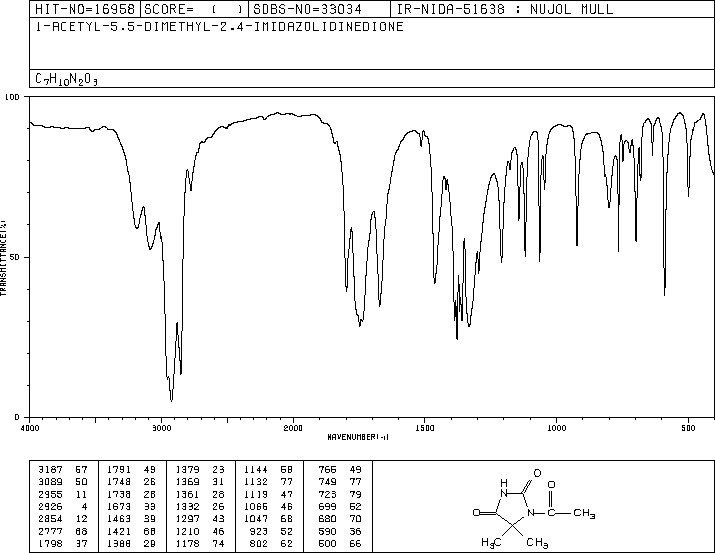 HIT-NO=16958 SCORE= ( ) SDBS-NO=33034 IR-NIDA-51638 : NUJOL MULL
1-ACETYL-5,5-DIMETHYL-2,4-IMIDAZOLIDINEDIONE
C7H10N2O3
100
50
0
TRANSMITTANCE(%)
4000 3000 2000 1500 1000 500
WAVENUMBER(-1)
3187 57 1791 49 1379 23 1144 58 766 49
3089 50 1748 26 1369 31 1132 77 749 77
2955 11 1738 28 1361 28 1119 47 723 79
2926 4 1673 33 1332 26 1066 46 699 52
2854 12 1463 39 1297 43 1047 68 680 70
2777 68 1421 68 1210 46 923 52 590 36
1798 37 1388 29 1178 74 802 62 500 66
O
NH
O
O
N
CH3
H3C
CH3